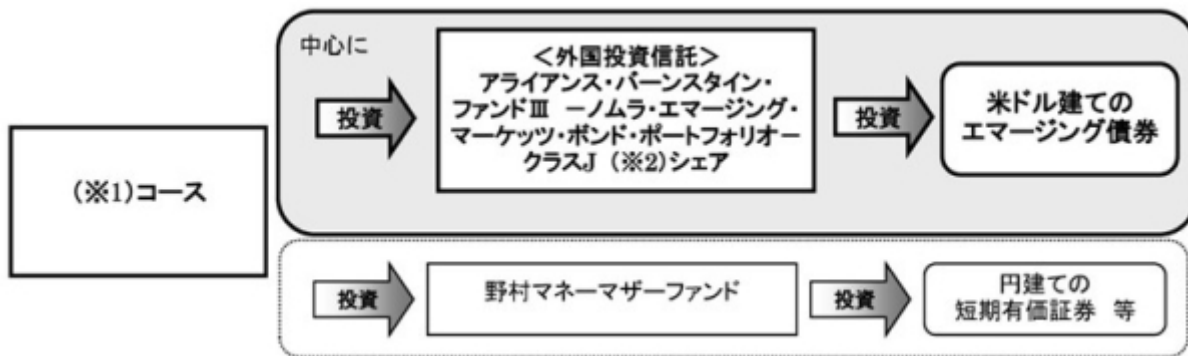 中心に
投資
＜外国投資信託＞
アライアンス・バーンスタイン・
ファンドⅢ －ノムラ・エマージング・
マーケッツ・ボンド・ポートフォリオ－
クラスJ (※2)シェア
投資
米ドル建ての
エマージング債券
(※1)コース
投資
野村マネーマザーファンド
投資
円建ての
短期有価証券 等